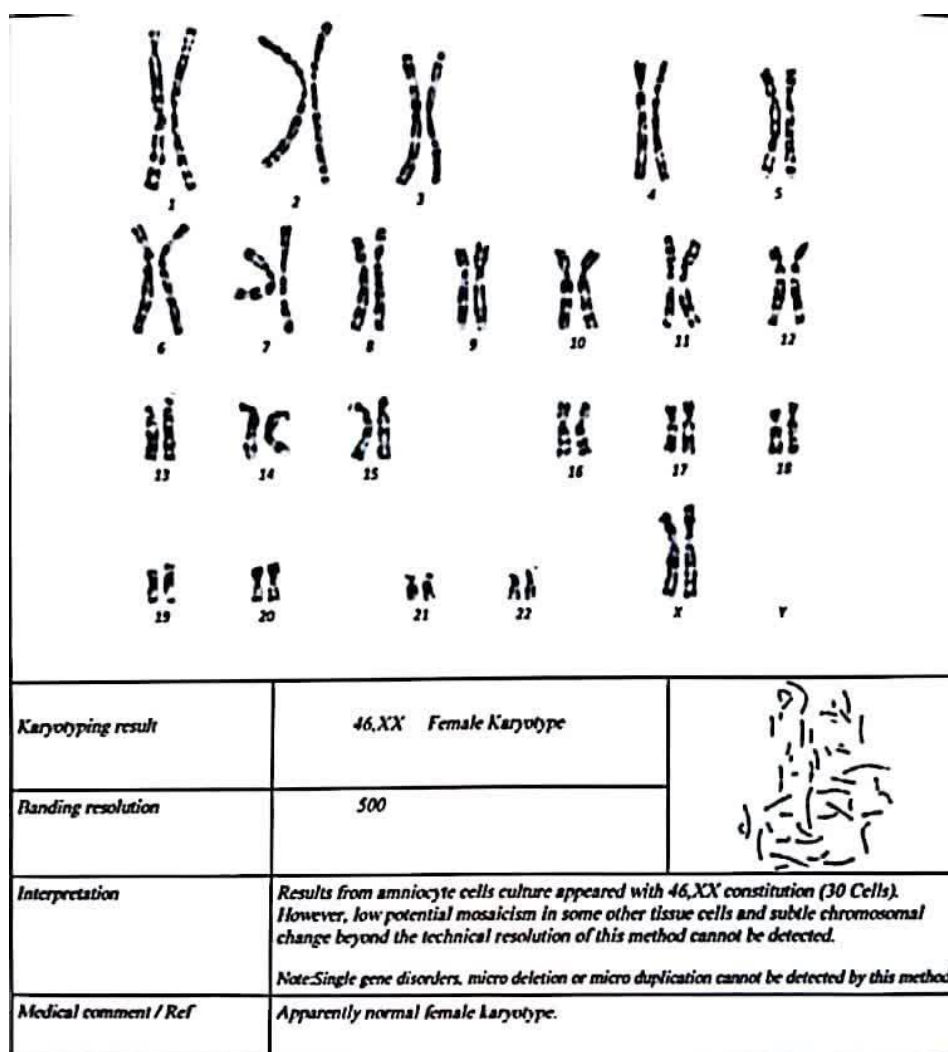 1 2 3 4 5
6 7 8 9 10 11 12
13 14 15 16 17 18
19 20 21 22 X Y
Karyotyping result 46,XX Female Karyotype
Banding resolution 500
Interpretation Results from amniocyte cells culture appeared with 46,XX constitution (30 Cells).
However, low potential mosaicism in some other tissue cells and subtle chromosomal
change beyond the technical resolution of this method cannot be detected.
Note:Single gene disorders, micro deletion or micro duplication cannot be detected by this method
Medical comment / Ref Apparently normal female karyotype.